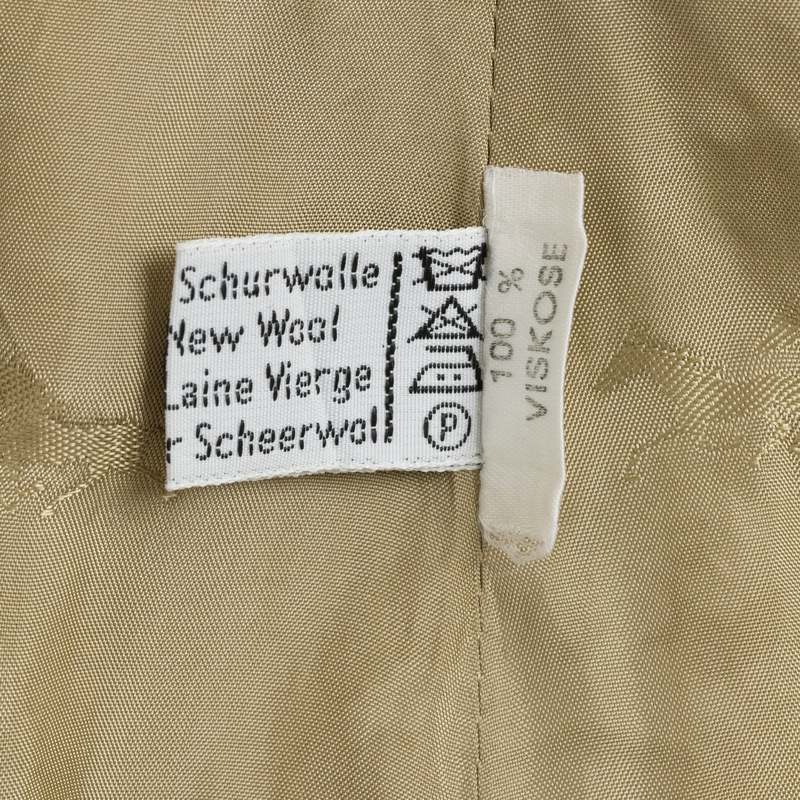 Schurwolle
New Wool
Laine Vierge
r Scheerwol
P
100 %
VISKOSE